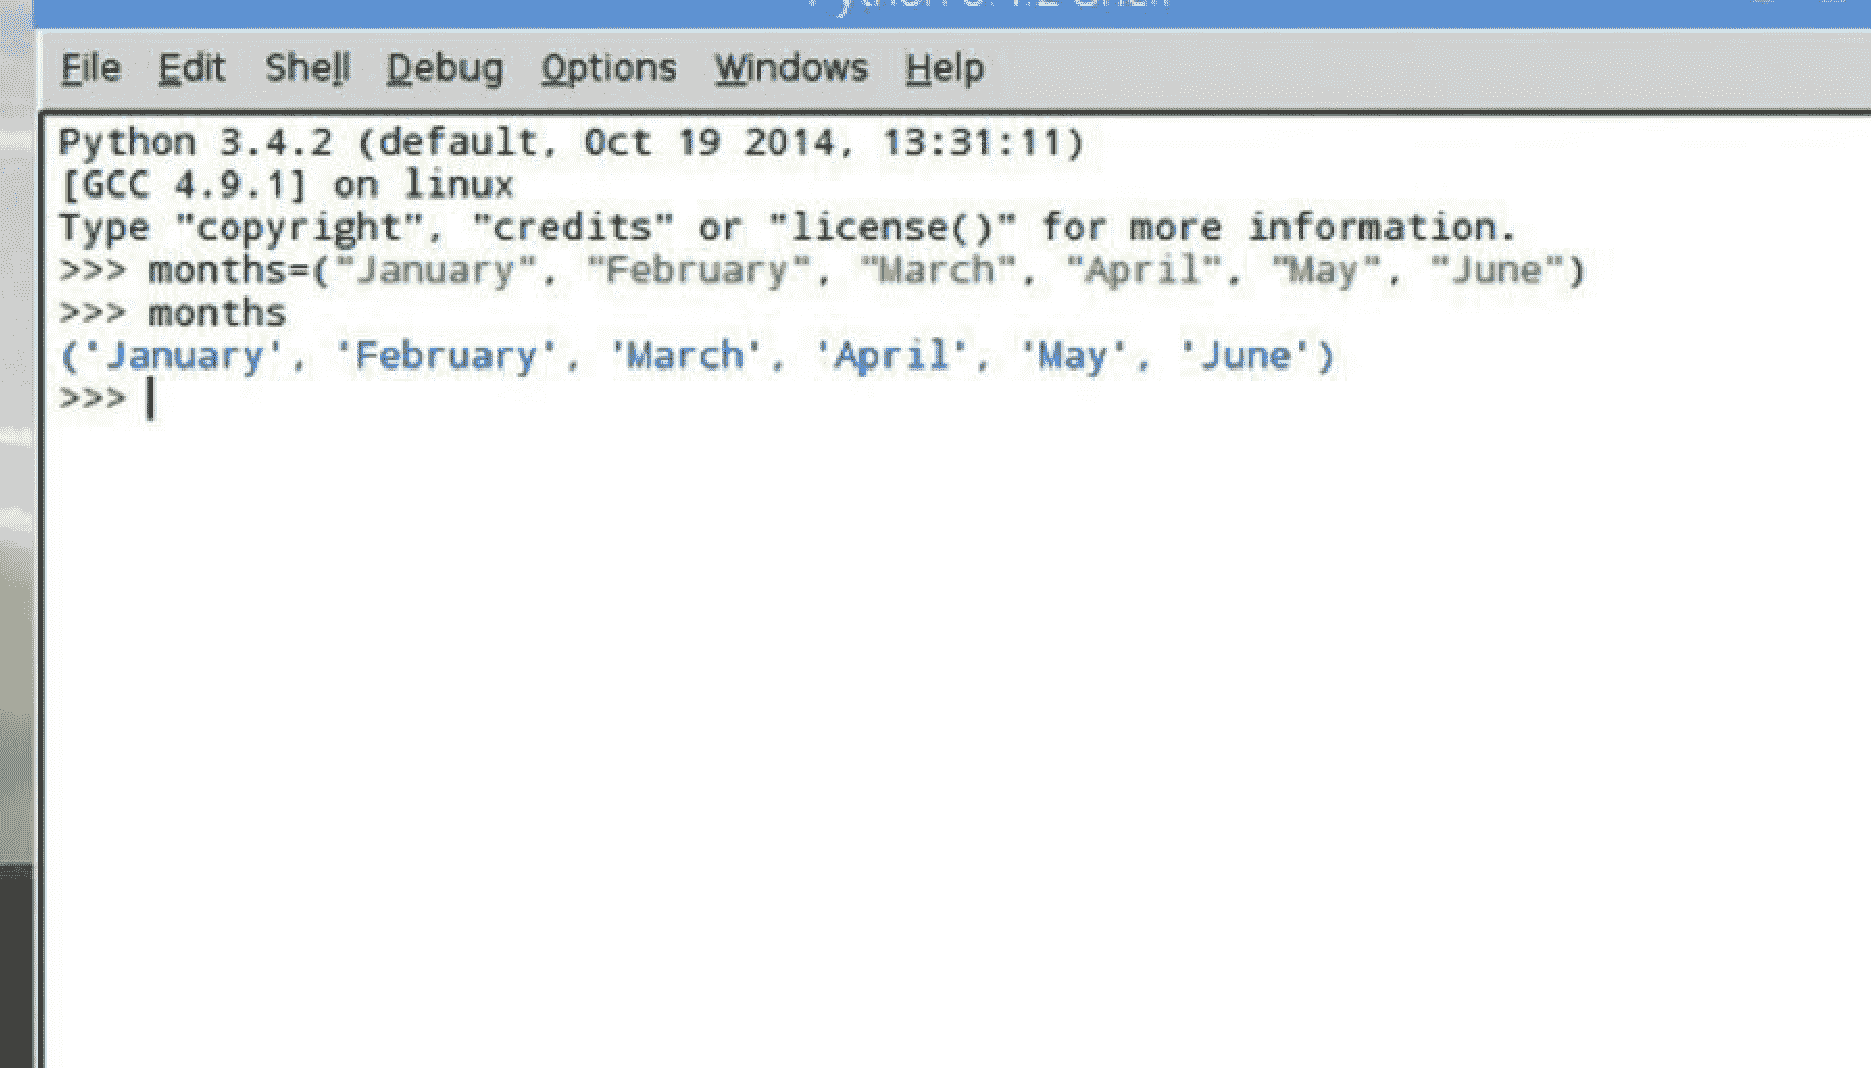 File Edit Shell Debug Options Windows Help
Python 3.4.2 (default, Oct 19 2014, 13:31:11)
[GCC 4.9.1] on linux
Type "copyright", "credits" or "license()" for more information.
>>> months=("January", "February", "March", "April", "May", "June")
>>> months
('January', 'February', 'March', 'April', 'May', 'June')
>>>